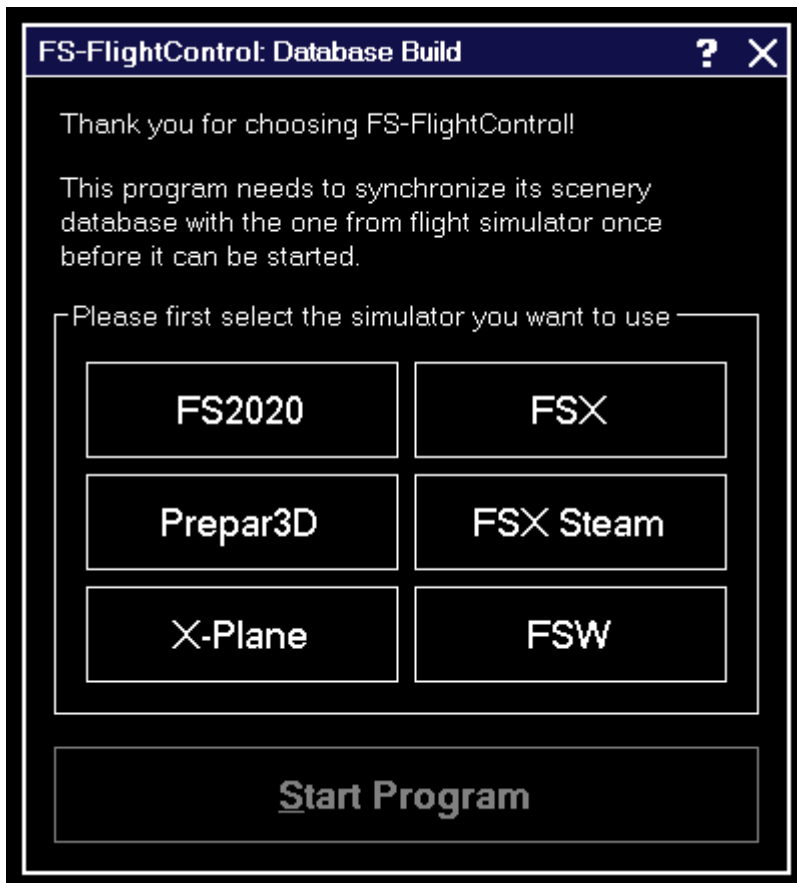 FS-FlightControl: Database Build ? X
Thank you for choosing FS-FlightControl!
This program needs to synchronize its scenery
database with the one from flight simulator once
before it can be started.
Please first select the simulator you want to use
FS2020 FSX
Prepar3D FSX Steam
X-Plane FSW
Start Program